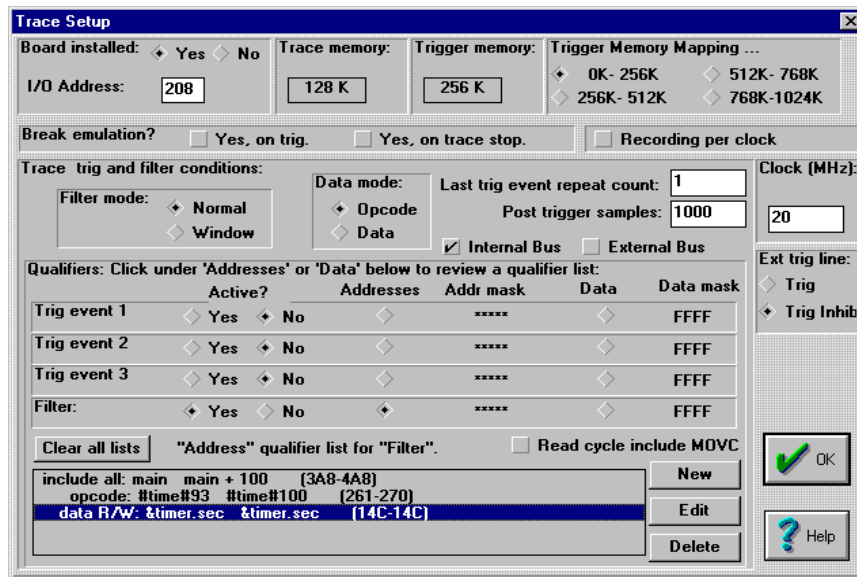 Trace Setup
Board installed: Yes No
I/O Address: 208
Trace memory:
128 K
Trigger memory:
256 K
Trigger Memory Mapping ...
0K- 256K 512K- 768K
256K- 512K 768K-1024K
Break emulation? Yes, on trig. Yes, on trace stop. Recording per clock
Trace trig and filter conditions:
Filter mode: Normal
Window
Data mode:
Opcode
Data
Last trig event repeat count: 1
Post trigger samples: 1000
Internal Bus External Bus
Clock (MHz):
20
Ext trig line:
Trig
Trig Inhib
Qualifiers: Click under 'Addresses' or 'Data' below to review a qualifier list:
Active? Addresses Addr mask Data Data mask
Trig event 1 Yes No ***** FFFF
Trig event 2 Yes No ***** FFFF
Trig event 3 Yes No ***** FFFF
Filter: Yes No ***** FFFF
Clear all lists "Address" qualifier list for "Filter". Read cycle include MOVC
include all: main main + 100 (3A8-4A8)
opcode: #time#93 #time#100 (261-270)
data R/W: &timer.sec &timer.sec (14C-14C)
New
Edit
Delete
OK
Help